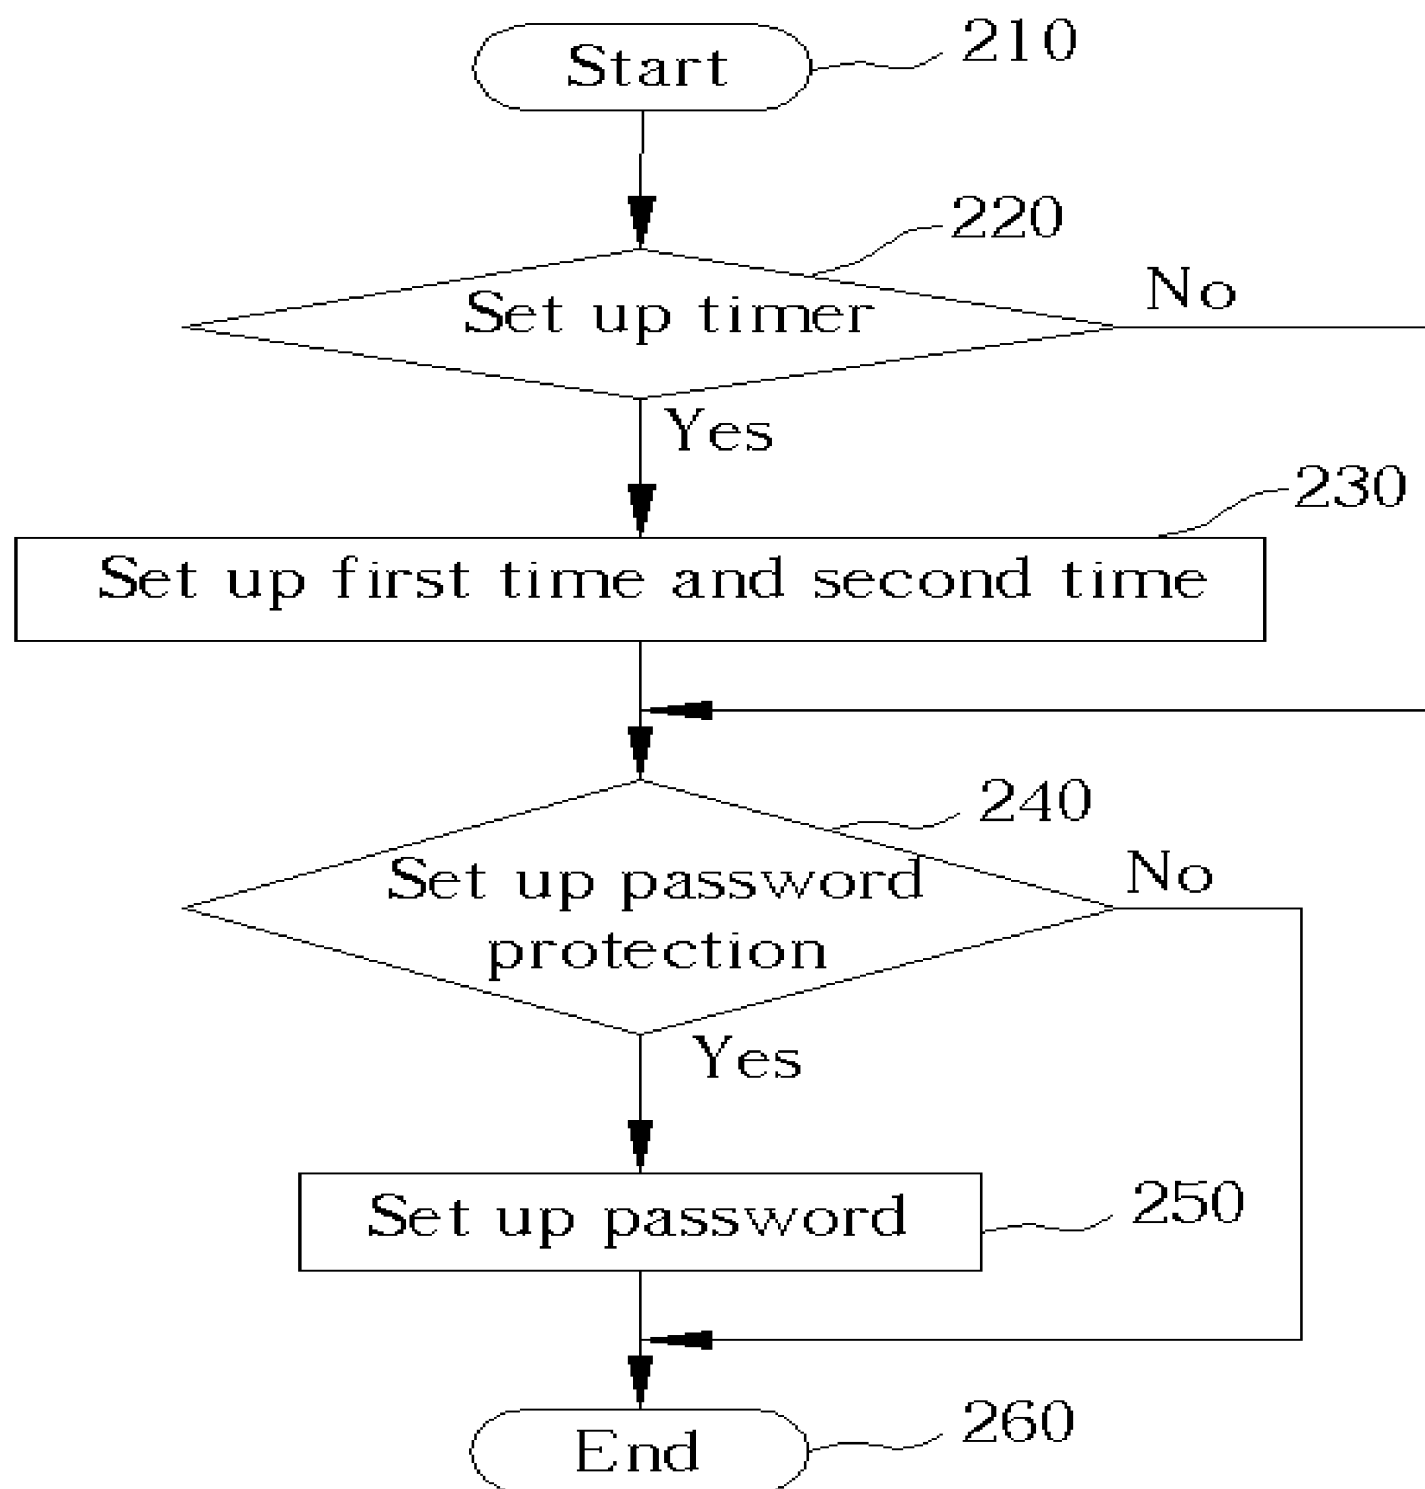 Start
210
220
Set up timer
No
Yes
230
Set up first time and second time
240
Set up password
No
protection
Yes
Set up password
250
End
260